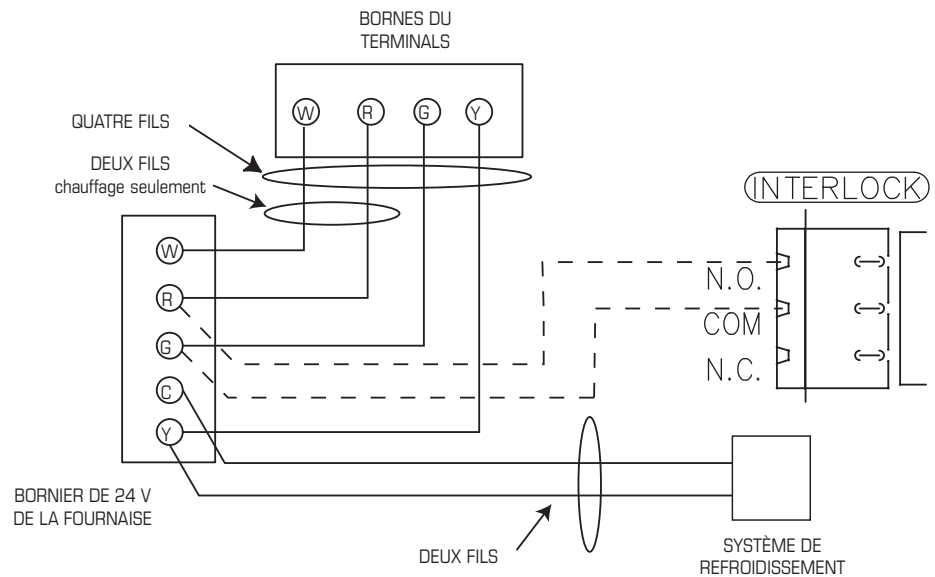 BORNES DU
TERMINALS
W R G Y
QUATRE FILS
DEUX FILS
chauffage seulement
INTERLOCK
W
R
G
C
Y
N.O.
COM
N.C.
BORNIER DE 24 V
DE LA FOURNAISE
DEUX FILS
SYSTÈME DE
REFROIDISSEMENT